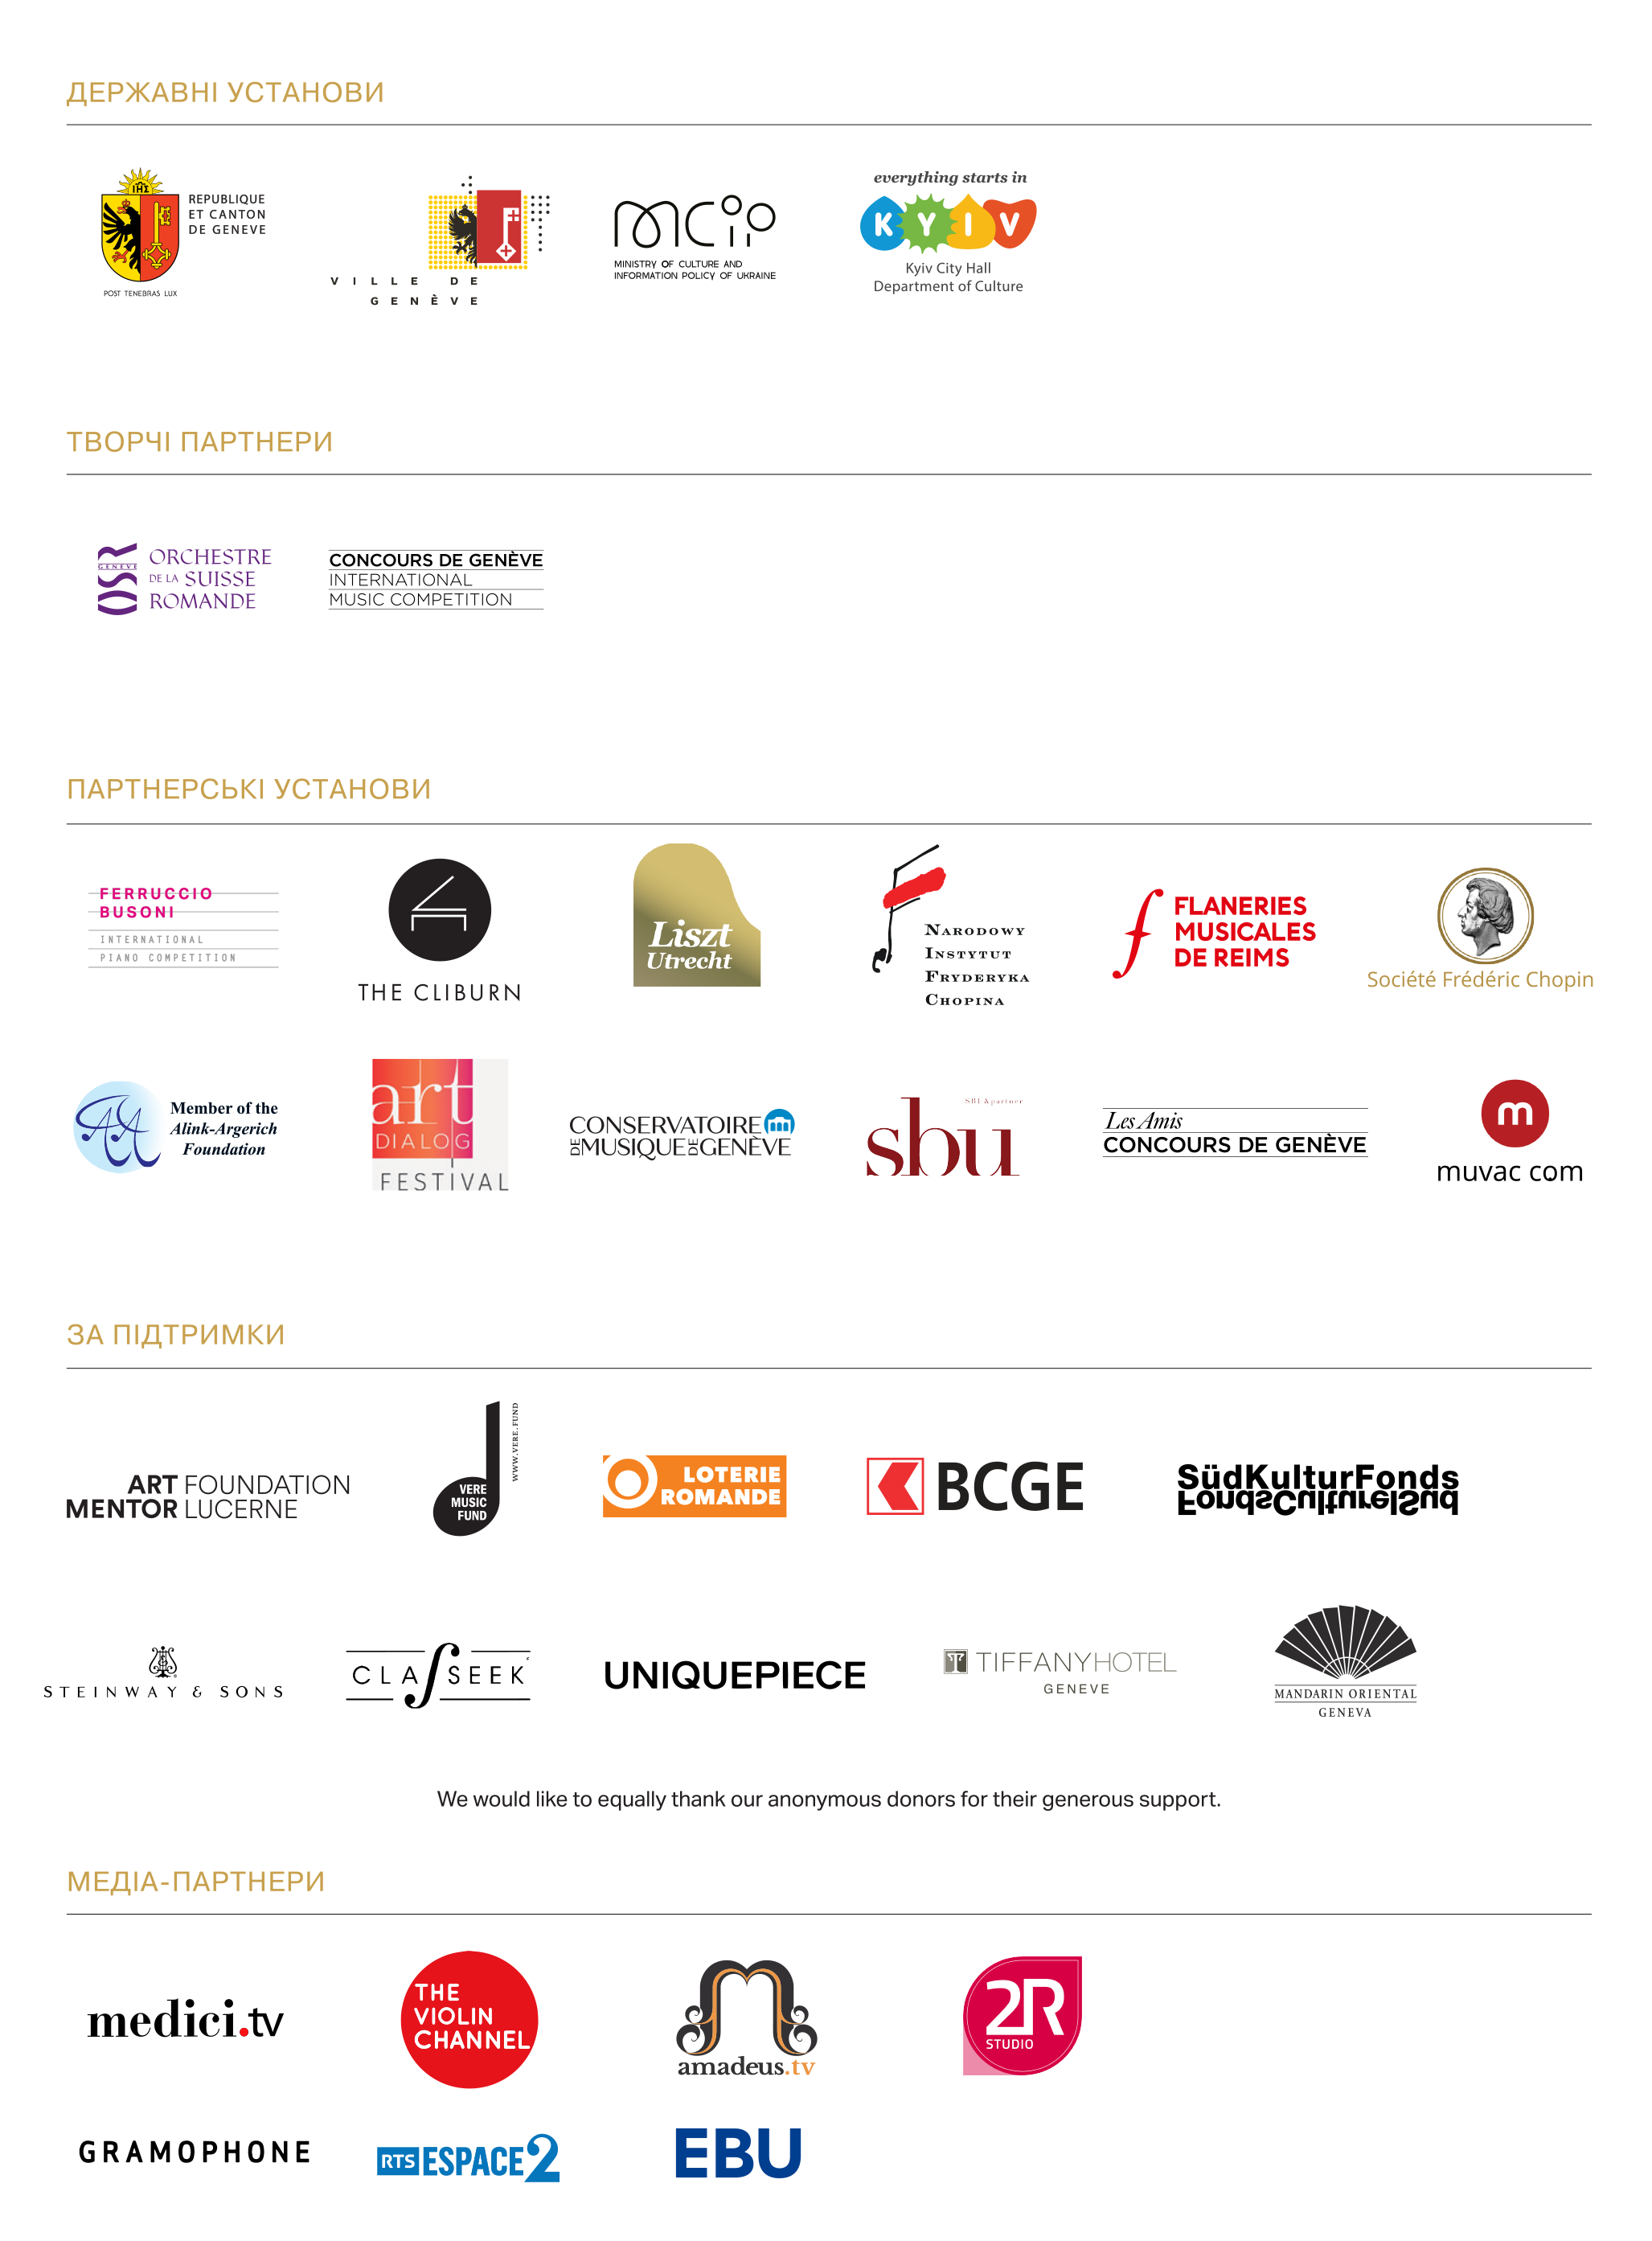 ДЕРЖАВНІ УСТАНОВИ
IHS
REPUBLIQUE
ET CANTON
DE GENEVE
POST TENEBRAS LUX
VILLE DE
GENÈVE
mcip
MINISTRY OF CULTURE AND
INFORMATION POLICY OF UKRAINE
everything starts in
KYIV
Kyiv City Hall
Department of Culture
ТВОРЧІ ПАРТНЕРИ
OSR
GENEVE
ORCHESTRE
DE LA SUISSE
ROMANDE
CONCOURS DE GENÈVE
INTERNATIONAL
MUSIC COMPETITION
ПАРТНЕРСЬКІ УСТАНОВИ
FERRUCCIO
BUSONI
INTERNATIONAL
PIANO COMPETITION
THE CLIBURN
Liszt
Utrecht
NARODOWY
INSTYTUT
FRYDERYKA
CHOPINA
FLANERIES
MUSICALES
DE REIMS
Société Frédéric Chopin
AA
Member of the
Alink-Argerich
Foundation
art
DIALOG
FESTIVAL
CONSERVATOIRE
DE MUSIQUE DE GENÈVE
SBU & partner
sbu
Les Amis
CONCOURS DE GENÈVE
m
muvac.com
ЗА ПІДТРИМКИ
ART FOUNDATION
MENTOR LUCERNE
VERE
MUSIC
FUND
WWW.VERE.FUND
LOTERIE
ROMANDE
BCGE
SüdKulturFonds
FondsCulturelSud
STEINWAY & SONS
CLASSEEK
UNIQUEPIECE
T TIFFANYHOTEL
GENEVE
MANDARIN ORIENTAL
GENEVA
We would like to equally thank our anonymous donors for their generous support.
МЕДІА-ПАРТНЕРИ
medici.tv
THE
VIOLIN
CHANNEL
amadeus.tv
2R
STUDIO
GRAMOPHONE
RTS ESPACE 2
EBU